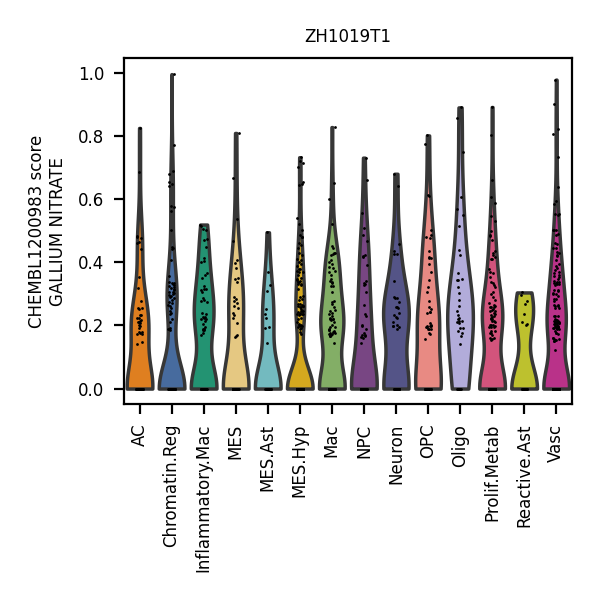 ZH1019T1
CHEMBL1200983 score
GALLIUM NITRATE
1.0
0.8
0.6
0.4
0.2
0.0
AC
Chromatin.Reg
Inflammatory.Mac
MES
MES.Ast
MES.Hyp
Mac
NPC
Neuron
OPC
Oligo
Prolif.Metab
Reactive.Ast
Vasc